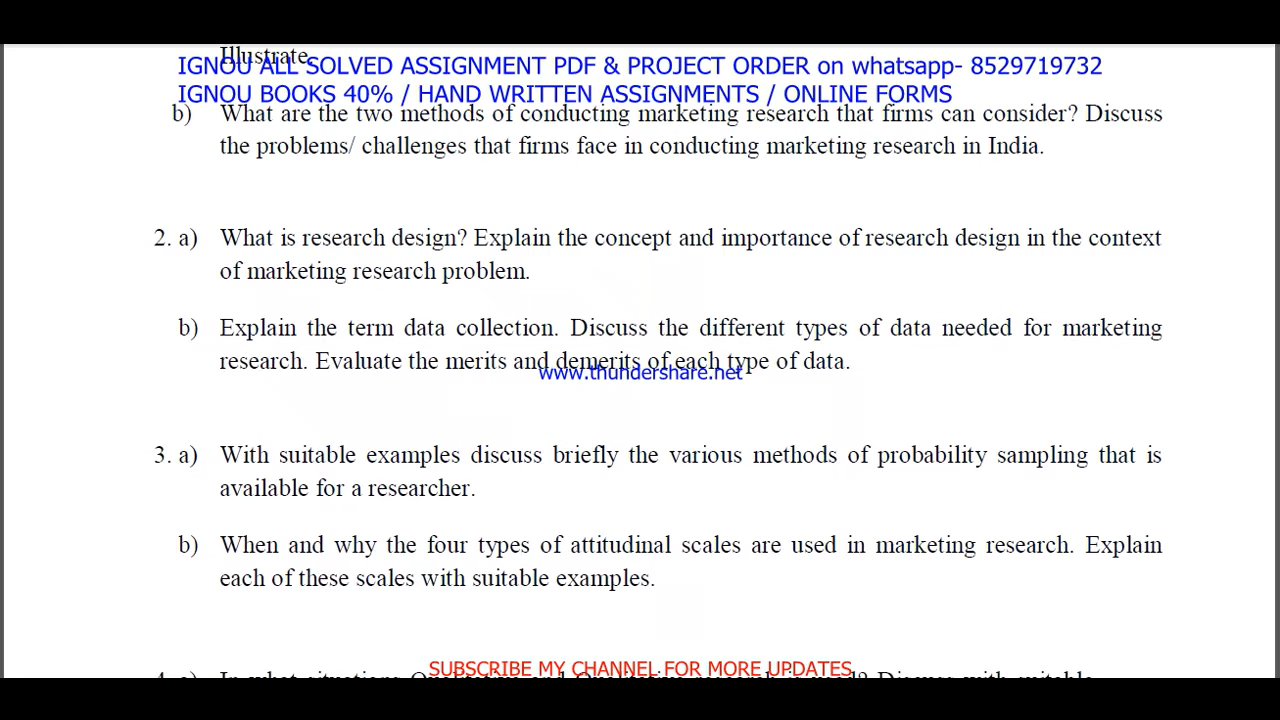 Illustrate.
IGNOU ALL SOLVED ASSIGNMENT PDF & PROJECT ORDER on whatsapp- 8529719732
IGNOU BOOKS 40% / HAND WRITTEN ASSIGNMENTS / ONLINE FORMS
b) What are the two methods of conducting marketing research that firms can consider? Discuss
the problems/ challenges that firms face in conducting marketing research in India.
2. a) What is research design? Explain the concept and importance of research design in the context
of marketing research problem.
b) Explain the term data collection. Discuss the different types of data needed for marketing
research. Evaluate the merits and demerits of each type of data.
www.thundershare.net
3. a) With suitable examples discuss briefly the various methods of probability sampling that is
available for a researcher.
b) When and why the four types of attitudinal scales are used in marketing research. Explain
each of these scales with suitable examples.
SUBSCRIBE MY CHANNEL FOR MORE UPDATES
4. a) In what situations